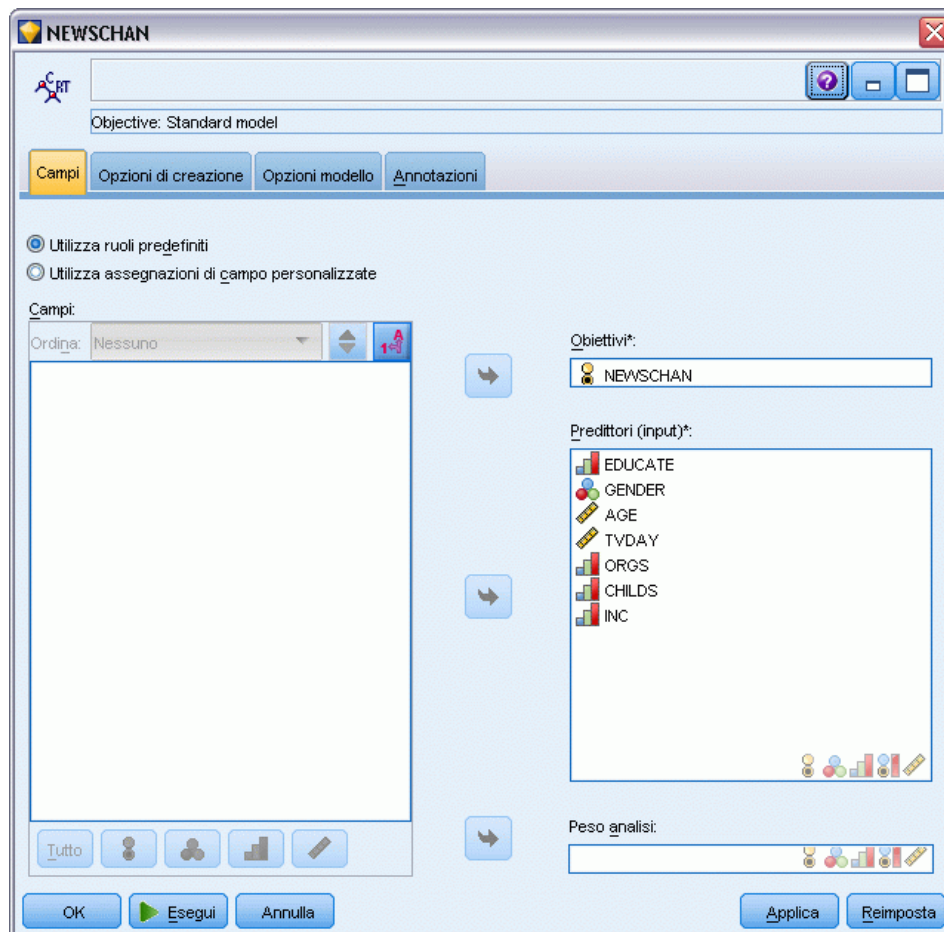 NEWSCHAN
CRT
Objective: Standard model
Campi
Opzioni di creazione
Opzioni modello
Annotazioni
Utilizza ruoli predefiniti
Utilizza assegnazioni di campo personalizzate
Campi:
Ordina: Nessuno
A
1
Obiettivi*:
NEWSCHAN
Predittori (input)*:
EDUCATE
GENDER
AGE
TVDAY
ORGS
CHILDS
INC
Tutto
Peso analisi:
OK
Esegui
Annulla
Applica
Reimposta